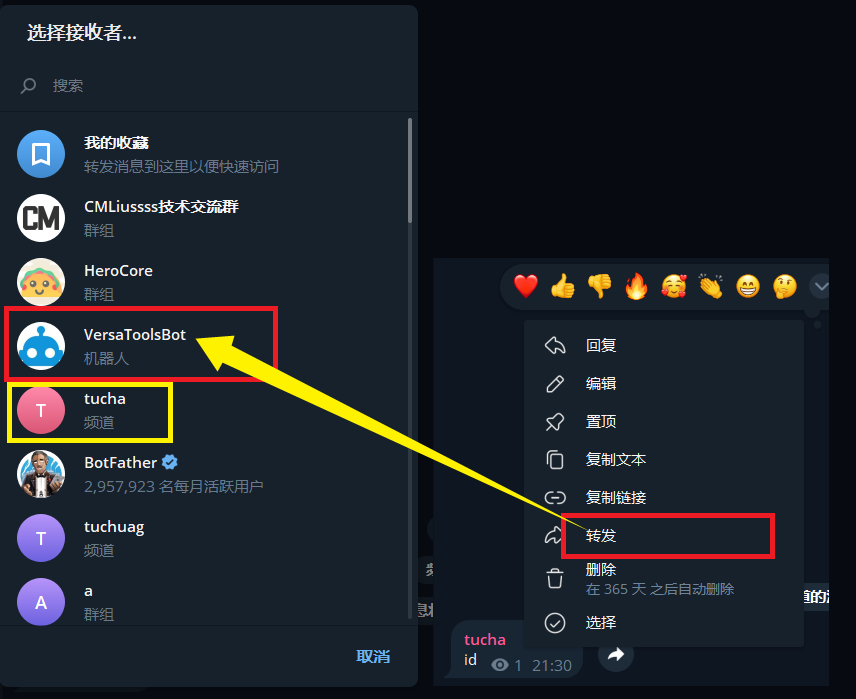 选择接收者...
搜索
我的收藏
转发消息到这里以便快速访问
CM
CMLiussss技术交流群
群组
HeroCore
群组
VersaToolsBot
机器人
T
tucha
频道
BotFather
2,957,923 名每月活跃用户
T
tuchuag
频道
A
a
群组
取消
回复
编辑
置顶
复制文本
复制链接
转发
删除
在 365 天 之后自动删除
选择
tucha
id 1 21:30